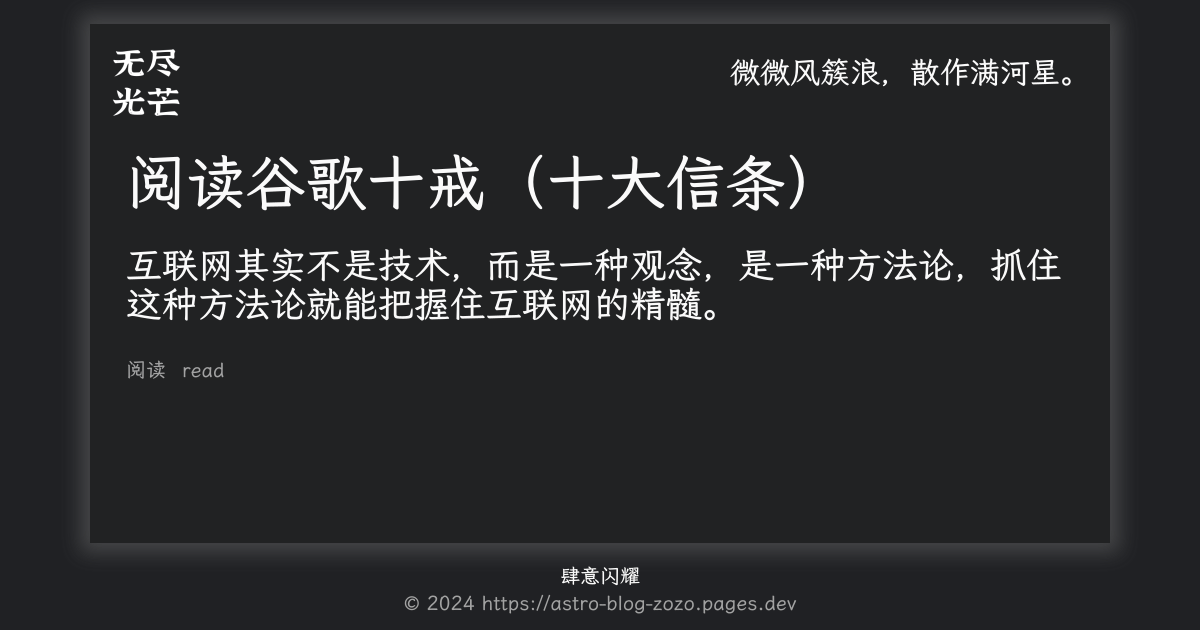 无尽
光芒
微微风簇浪，散作满河星。
阅读谷歌十戒（十大信条）
互联网其实不是技术，而是一种观念，是一种方法论，抓住
这种方法论就能把握住互联网的精髓。
阅读 read
肆意闪耀
© 2024 https://astro-blog-zozo.pages.dev